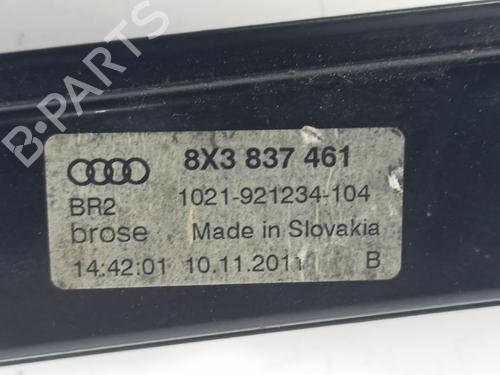 B-PARTS
8X3 837 461
BR2 1021-921234-104
brose Made in Slovakia
14:42:01 10.11.2011 B